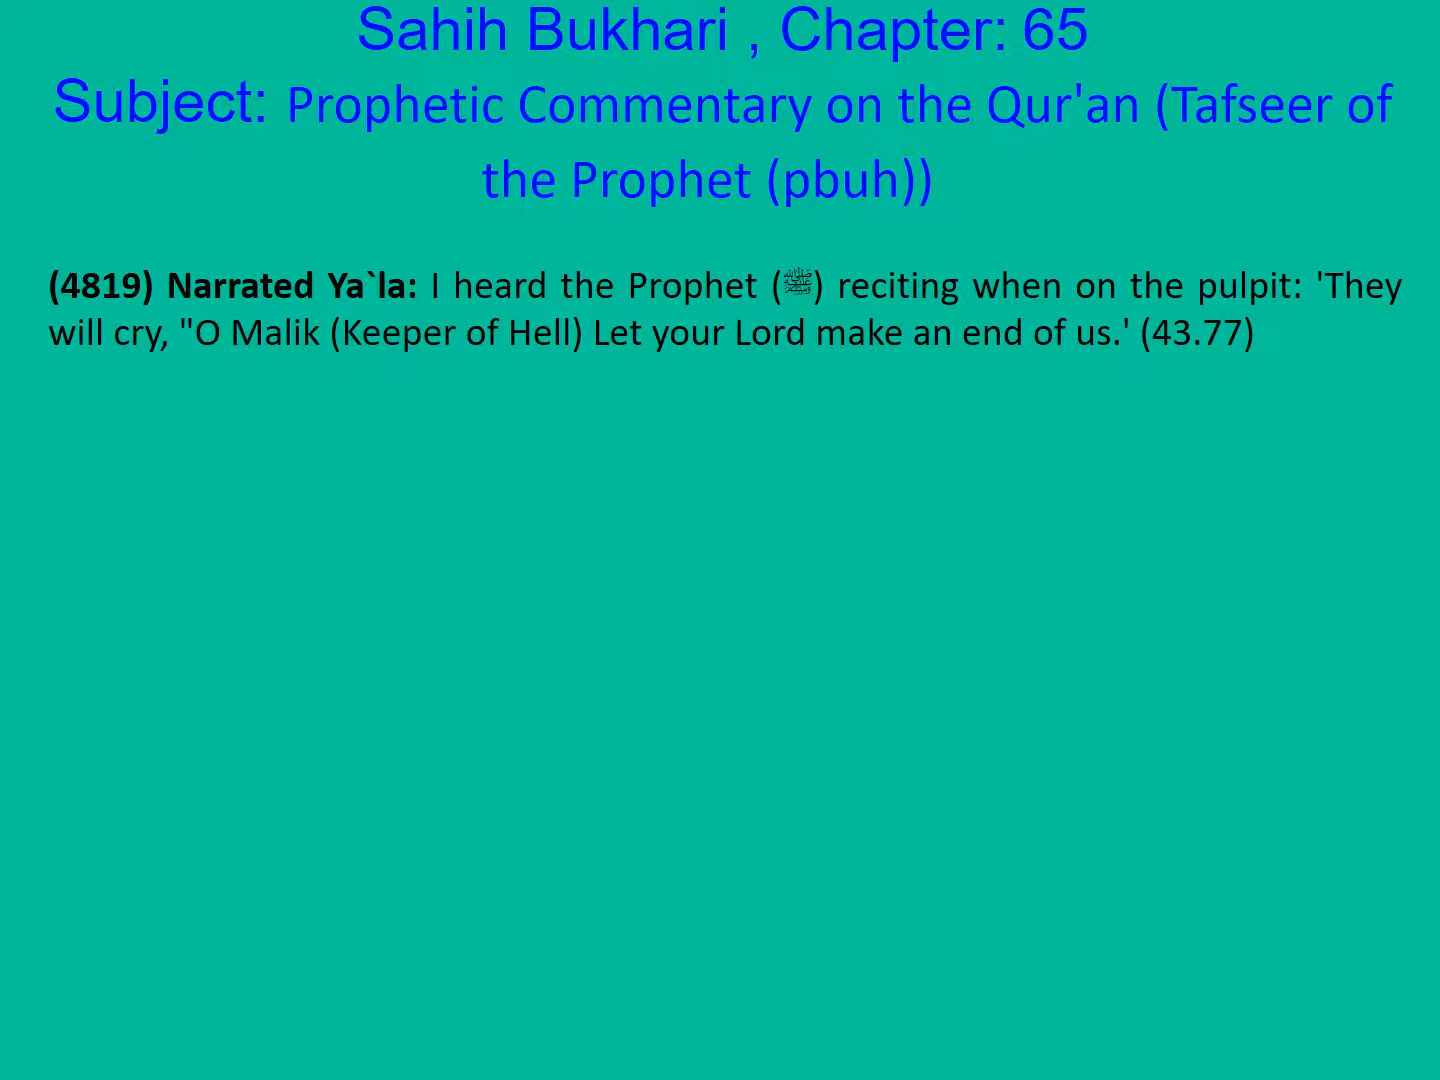 Sahih Bukhari , Chapter: 65
Subject: Prophetic Commentary on the Qur'an (Tafseer of
the Prophet (pbuh))
(4819) Narrated Ya`la: I heard the Prophet (ﷺ) reciting when on the pulpit: 'They
will cry, "O Malik (Keeper of Hell) Let your Lord make an end of us.' (43.77)